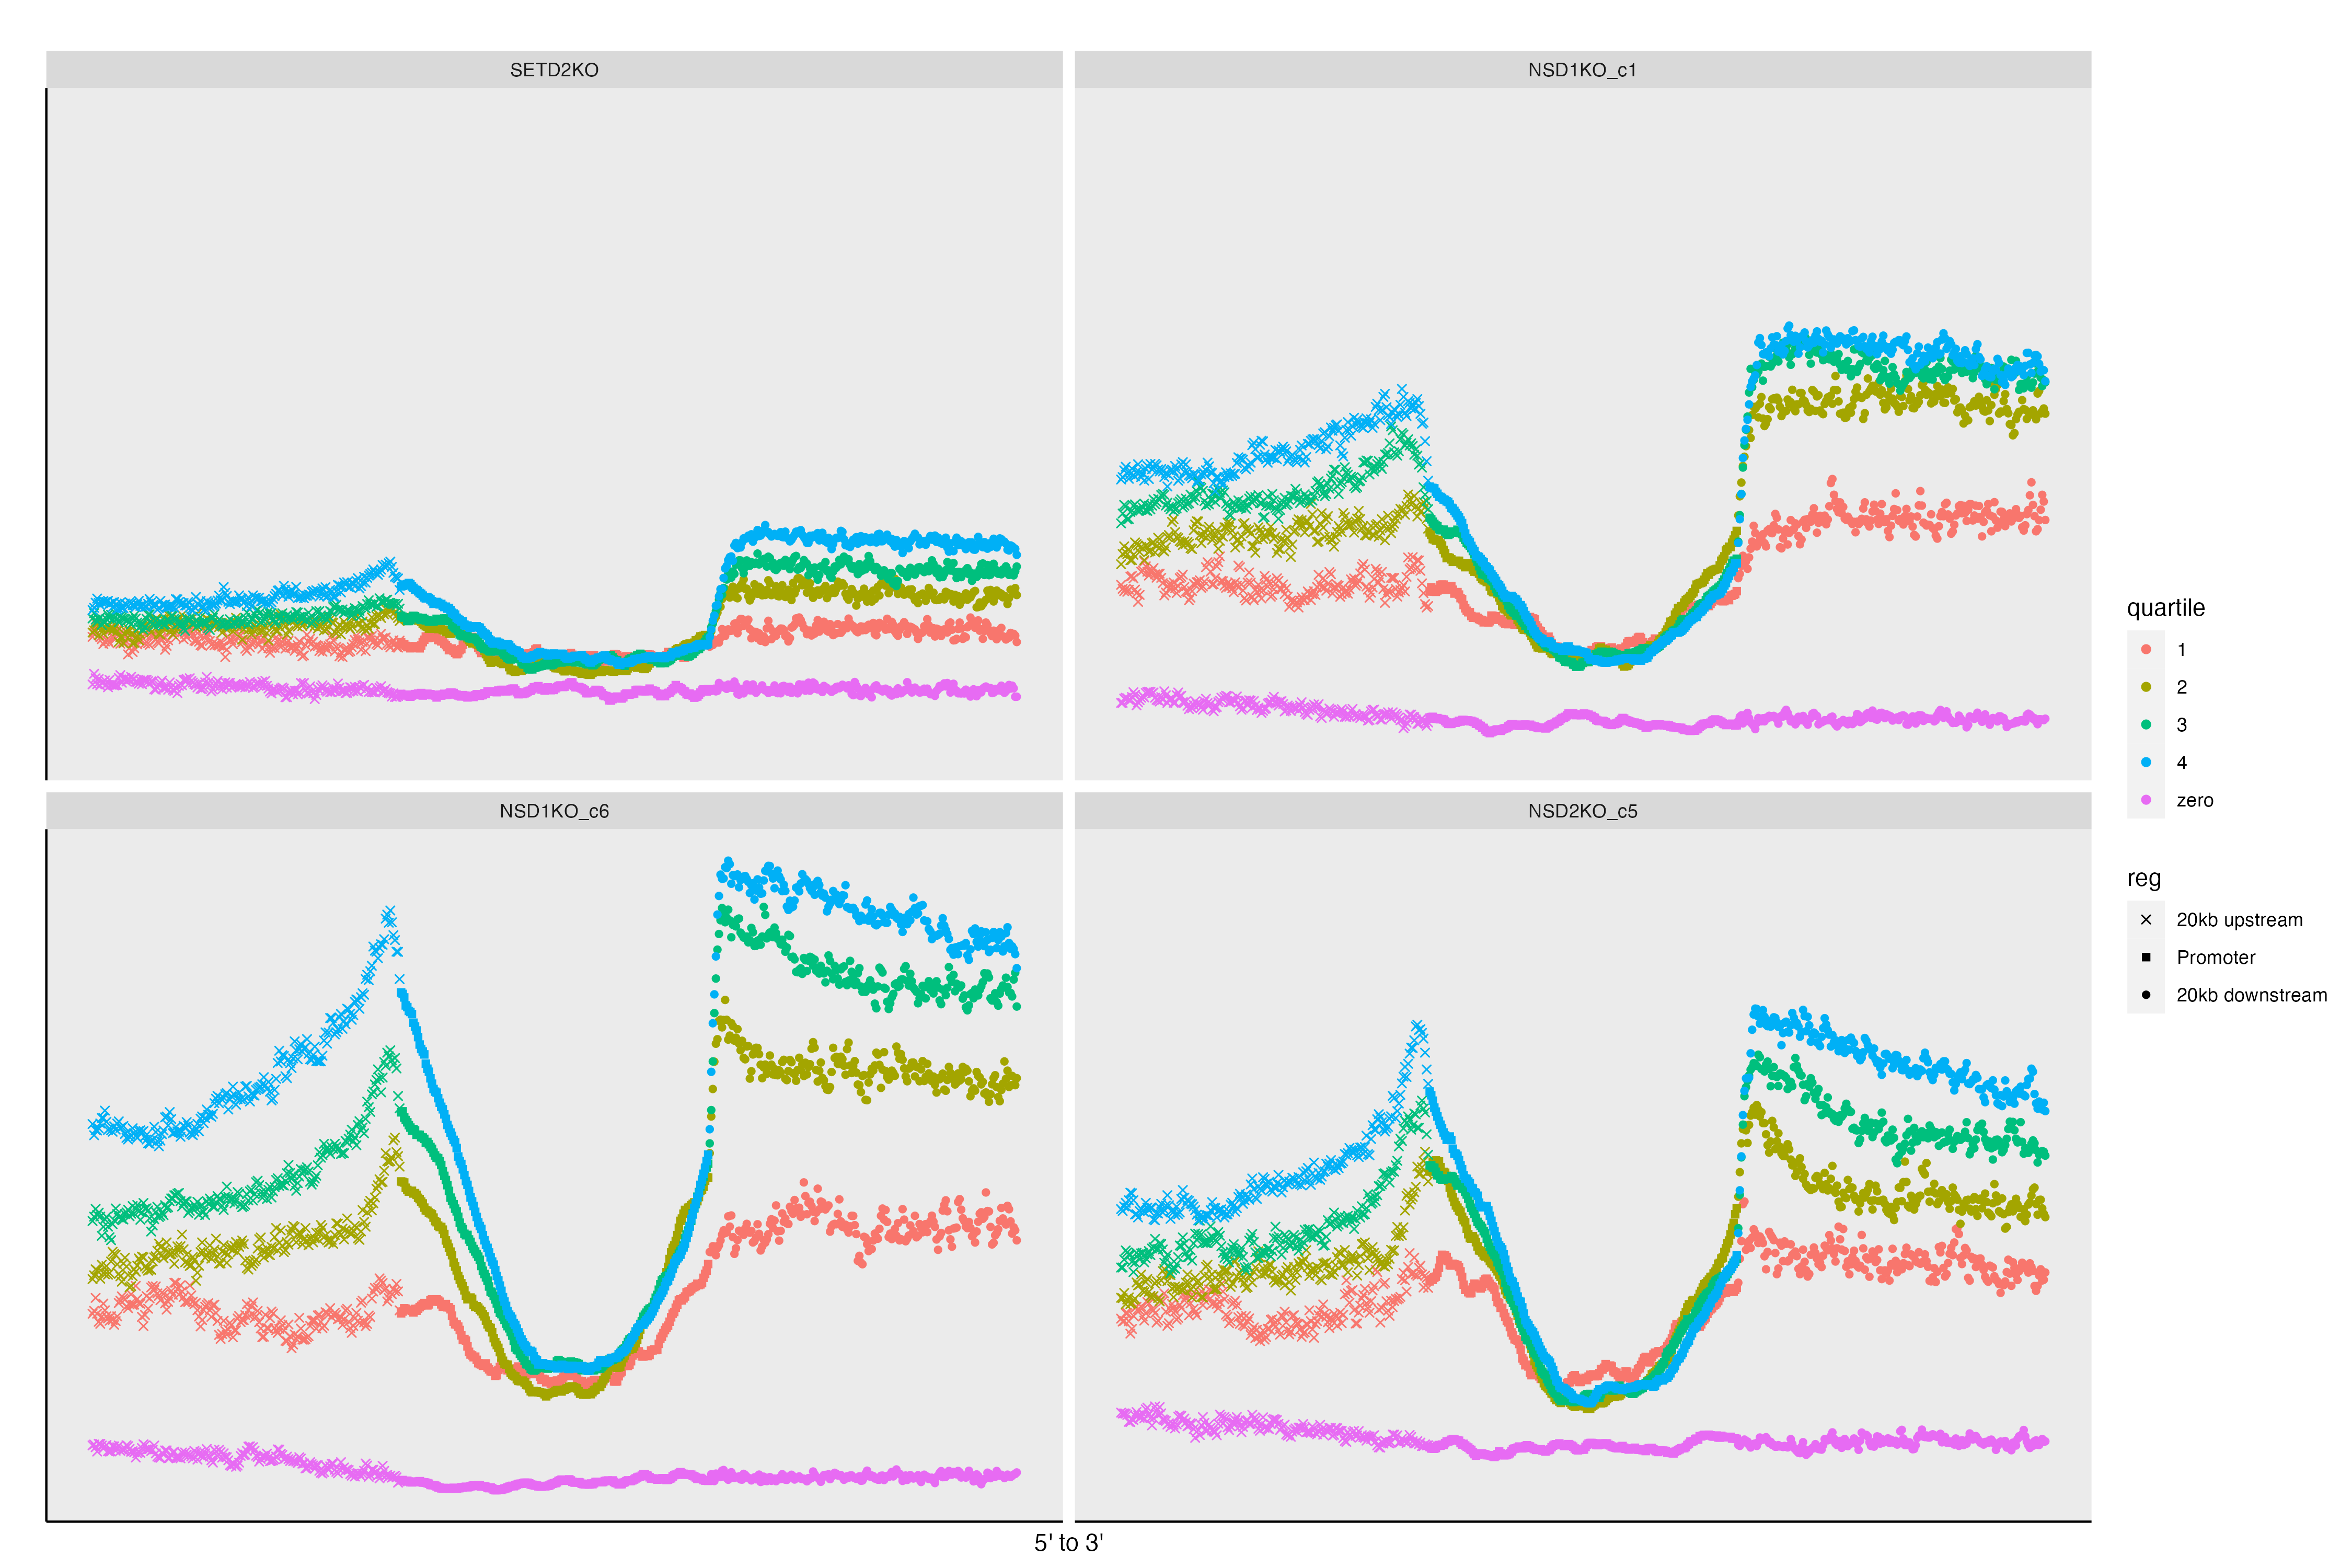 SETD2KO
NSD1KO_c1
NSD1KO_c6
NSD2KO_c5
5' to 3'
quartile
1
2
3
4
zero
reg
20kb upstream
Promoter
20kb downstream